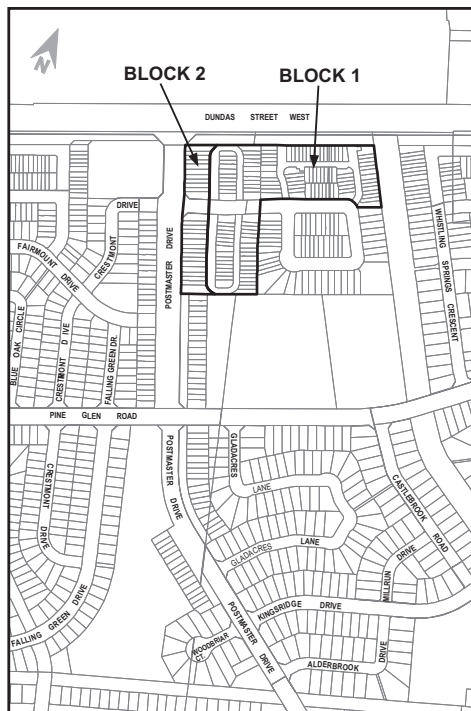 N
BLOCK 2
BLOCK 1
DUNDAS STREET WEST
DRIVE
CRESTMONT
FAIRMOUNT DRIVE
POSTMASTER DRIVE
WHISTLING SPRINGS CRESCENT
BLUE OAK CIRCLE
CRESTMONT D IVE
FALLING GREEN DR.
PINE GLEN ROAD
POSTMASTER DRIVE
GLADACRES LANE
CASTLEBROOK ROAD
CRESTMONT DRIVE
GLADACRES LANE
MILLRUN DRIVE
FALLING GREEN DRIVE
KINGSRIDGE DRIVE
WOODBRIAR CT.
POSTMASTER DRIVE
ALDERBROOK DRIVE